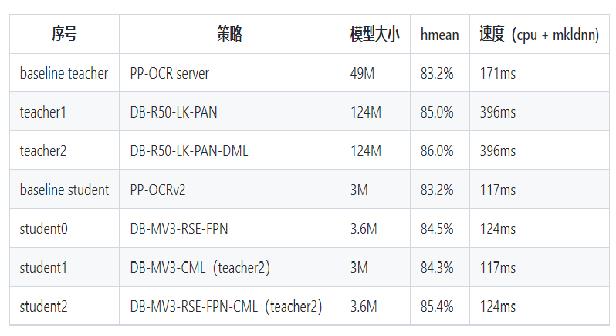 序号 策略 模型大小 hmean 速度（cpu + mkldnn)
baseline teacher PP-OCR server 49M 83.2% 171ms
teacher1 DB-R50-LK-PAN 124M 85.0% 396ms
teacher2 DB-R50-LK-PAN-DML 124M 86.0% 396ms
baseline student PP-OCRv2 3M 83.2% 117ms
student0 DB-MV3-RSE-FPN 3.6M 84.5% 124ms
student1 DB-MV3-CML（teacher2） 3M 84.3% 117ms
student2 DB-MV3-RSE-FPN-CML（teacher2） 3.6M 85.4% 124ms